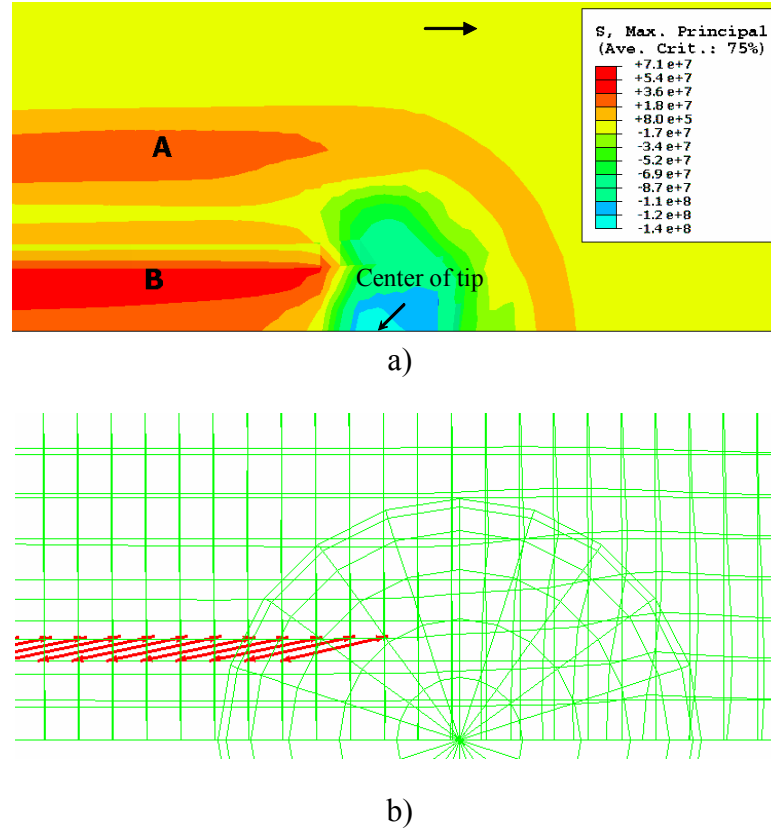 S, Max. Principal
(Ave. Crit.: 75%)
+7.1 e+7
+5.4 e+7
+3.6 e+7
+1.8 e+7
+8.0 e+5
-1.7 e+7
-3.4 e+7
-5.2 e+7
-6.9 e+7
-8.7 e+7
-1.1 e+8
-1.2 e+8
-1.4 e+8
A
B
Center of tip
a)
b)